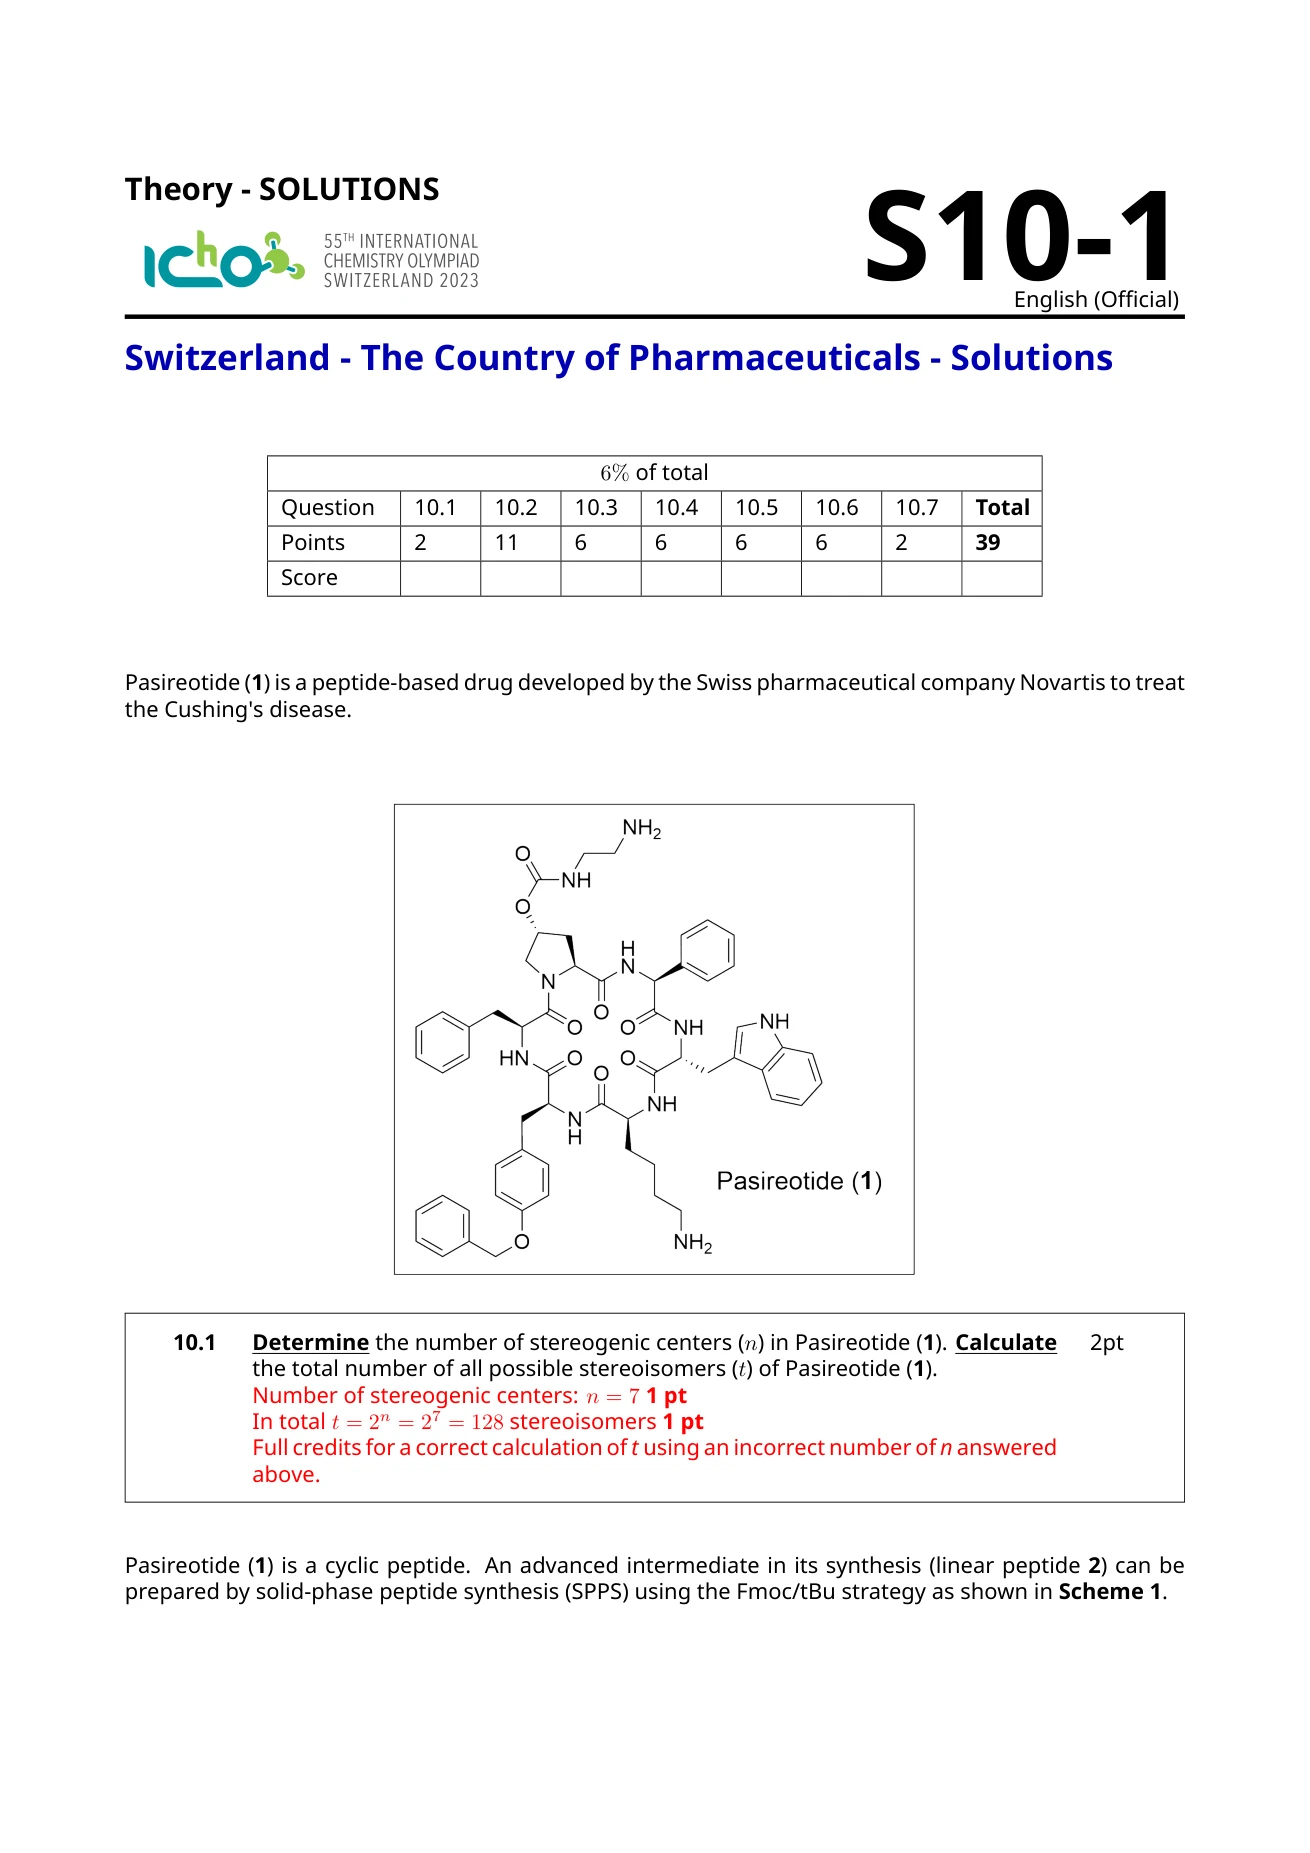 Theory - SOLUTIONS
S10-1
IChO
55TH INTERNATIONAL
CHEMISTRY OLYMPIAD
SWITZERLAND 2023
English (Official)
Switzerland - The Country of Pharmaceuticals - Solutions
6% of total
Question 10.1 10.2 10.3 10.4 10.5 10.6 10.7 Total
Points 2 11 6 6 6 6 2 39
Score
Pasireotide (1) is a peptide-based drug developed by the Swiss pharmaceutical company Novartis to treat
the Cushing's disease.
NH2
O
NH
O
H
N
N
O
O
O
NH
NH
HN
O
O
O
NH
N
H
Pasireotide (1)
O
NH2
10.1 Determine the number of stereogenic centers (n) in Pasireotide (1). Calculate 2pt
the total number of all possible stereoisomers (t) of Pasireotide (1).
Number of stereogenic centers: n = 7 1 pt
In total t = 2^n = 2^7 = 128 stereoisomers 1 pt
Full credits for a correct calculation of t using an incorrect number of n answered
above.
Pasireotide (1) is a cyclic peptide. An advanced intermediate in its synthesis (linear peptide 2) can be
prepared by solid-phase peptide synthesis (SPPS) using the Fmoc/tBu strategy as shown in Scheme 1.